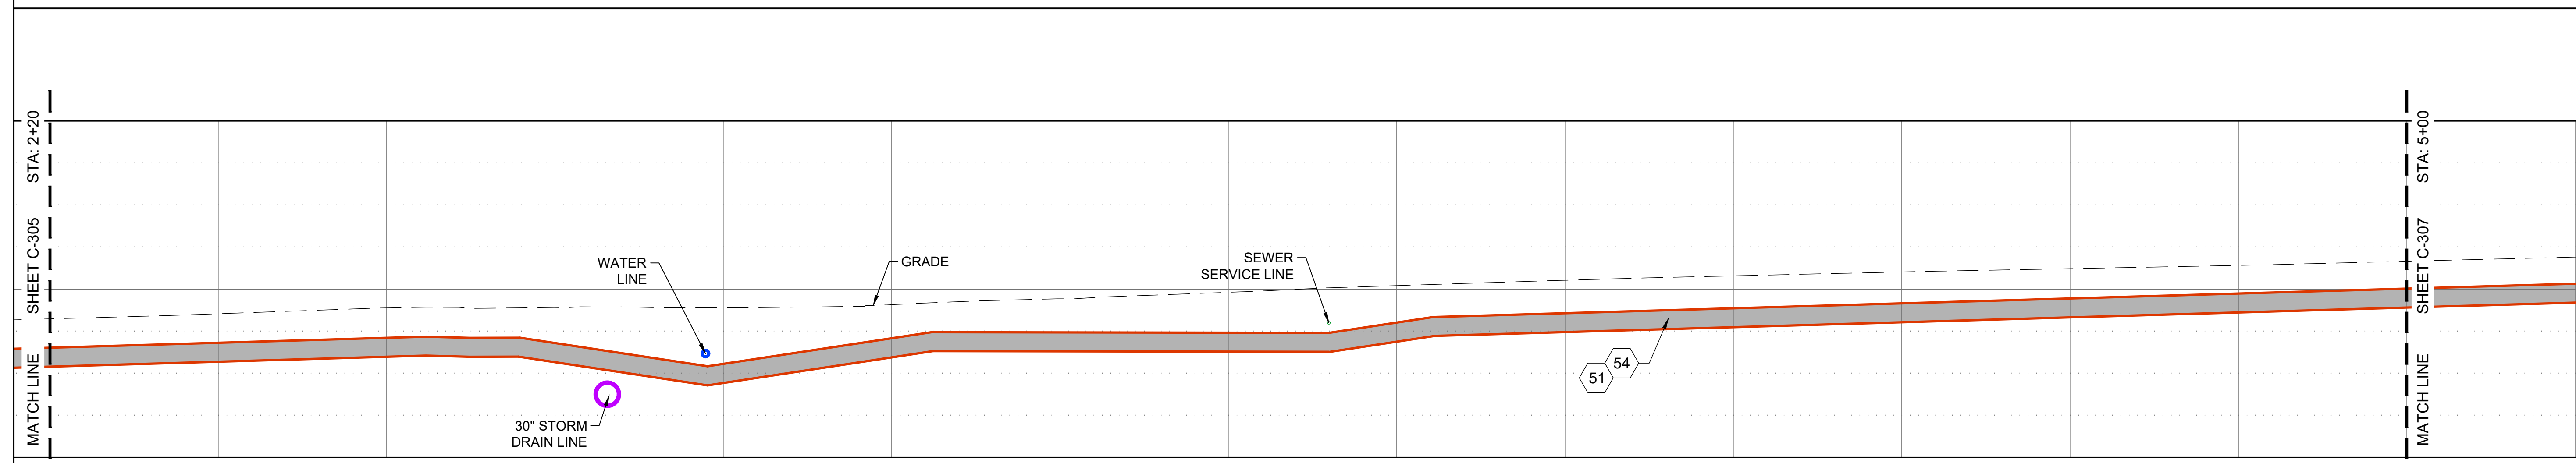 MATCH LINE SHEET C-305 STA: 2+20
WATER
LINE
30" STORM
DRAIN LINE
GRADE
SEWER
SERVICE LINE
51
54
MATCH LINE SHEET C-307 STA: 5+00